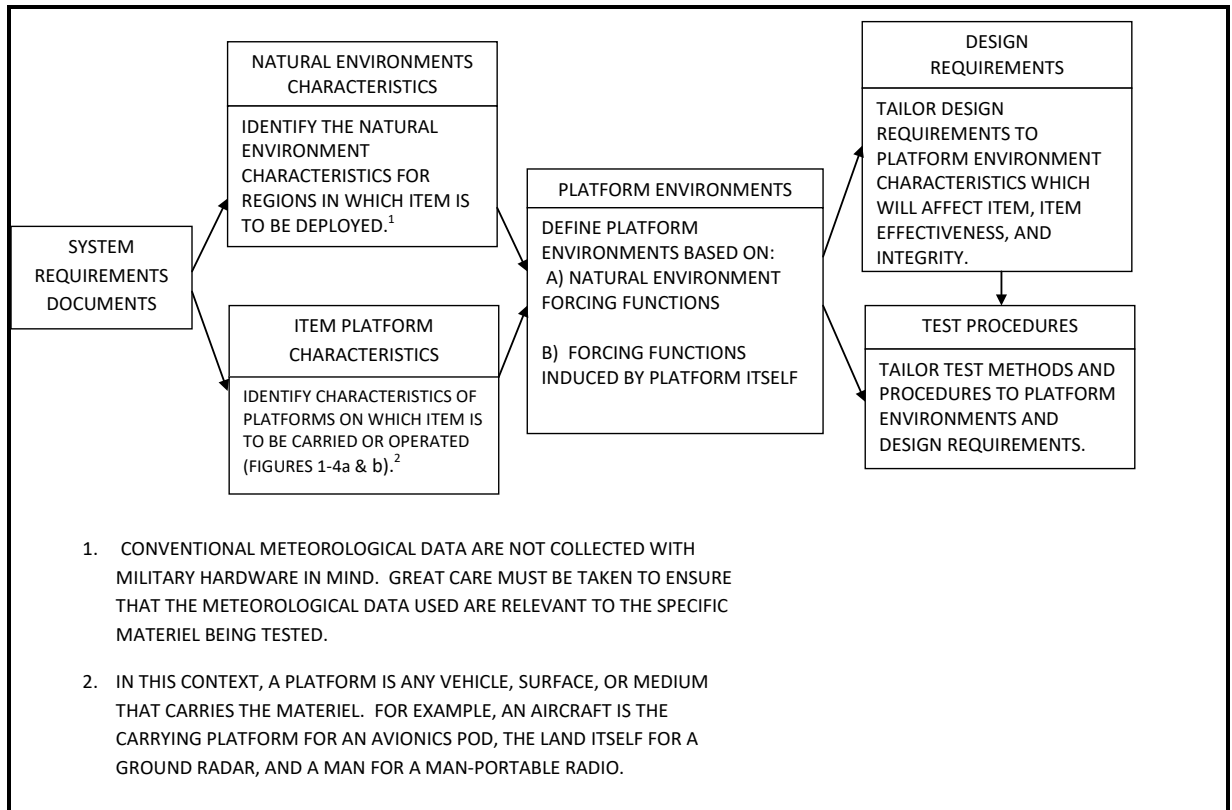 SYSTEM
REQUIREMENTS
DOCUMENTS
NATURAL ENVIRONMENTS
CHARACTERISTICS
IDENTIFY THE NATURAL
ENVIRONMENT
CHARACTERISTICS FOR
REGIONS IN WHICH ITEM IS
TO BE DEPLOYED.1
ITEM PLATFORM
CHARACTERISTICS
IDENTIFY CHARACTERISTICS OF
PLATFORMS ON WHICH ITEM IS
TO BE CARRIED OR OPERATED
(FIGURES 1-4a & b).2
PLATFORM ENVIRONMENTS
DEFINE PLATFORM
ENVIRONMENTS BASED ON:
A) NATURAL ENVIRONMENT
FORCING FUNCTIONS
B) FORCING FUNCTIONS
INDUCED BY PLATFORM ITSELF
DESIGN
REQUIREMENTS
TAILOR DESIGN
REQUIREMENTS TO
PLATFORM ENVIRONMENT
CHARACTERISTICS WHICH
WILL AFFECT ITEM, ITEM
EFFECTIVENESS, AND
INTEGRITY.
TEST PROCEDURES
TAILOR TEST METHODS AND
PROCEDURES TO PLATFORM
ENVIRONMENTS AND
DESIGN REQUIREMENTS.
1. CONVENTIONAL METEOROLOGICAL DATA ARE NOT COLLECTED WITH
MILITARY HARDWARE IN MIND. GREAT CARE MUST BE TAKEN TO ENSURE
THAT THE METEOROLOGICAL DATA USED ARE RELEVANT TO THE SPECIFIC
MATERIEL BEING TESTED.
2. IN THIS CONTEXT, A PLATFORM IS ANY VEHICLE, SURFACE, OR MEDIUM
THAT CARRIES THE MATERIEL. FOR EXAMPLE, AN AIRCRAFT IS THE
CARRYING PLATFORM FOR AN AVIONICS POD, THE LAND ITSELF FOR A
GROUND RADAR, AND A MAN FOR A MAN-PORTABLE RADIO.